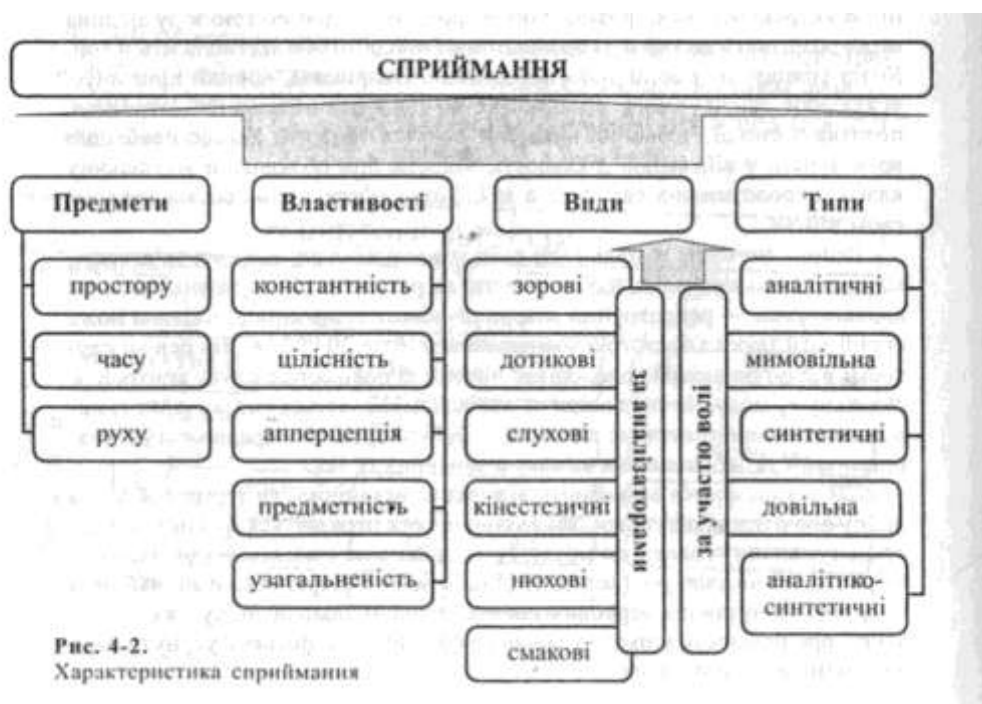 СПРИЙМАННЯ
Предмети
простору
часу
руху
Властивості
константність
цілісність
апперцепція
предметність
узагальненість
Види
зорові
дотикові
слухові
кінестезичні
нюхові
смакові
за аналізаторами
за участю волі
Типи
аналітичні
мимовільна
синтетичні
довільна
аналітико-
синтетичні
Рис. 4-2.
Характеристика сприймання